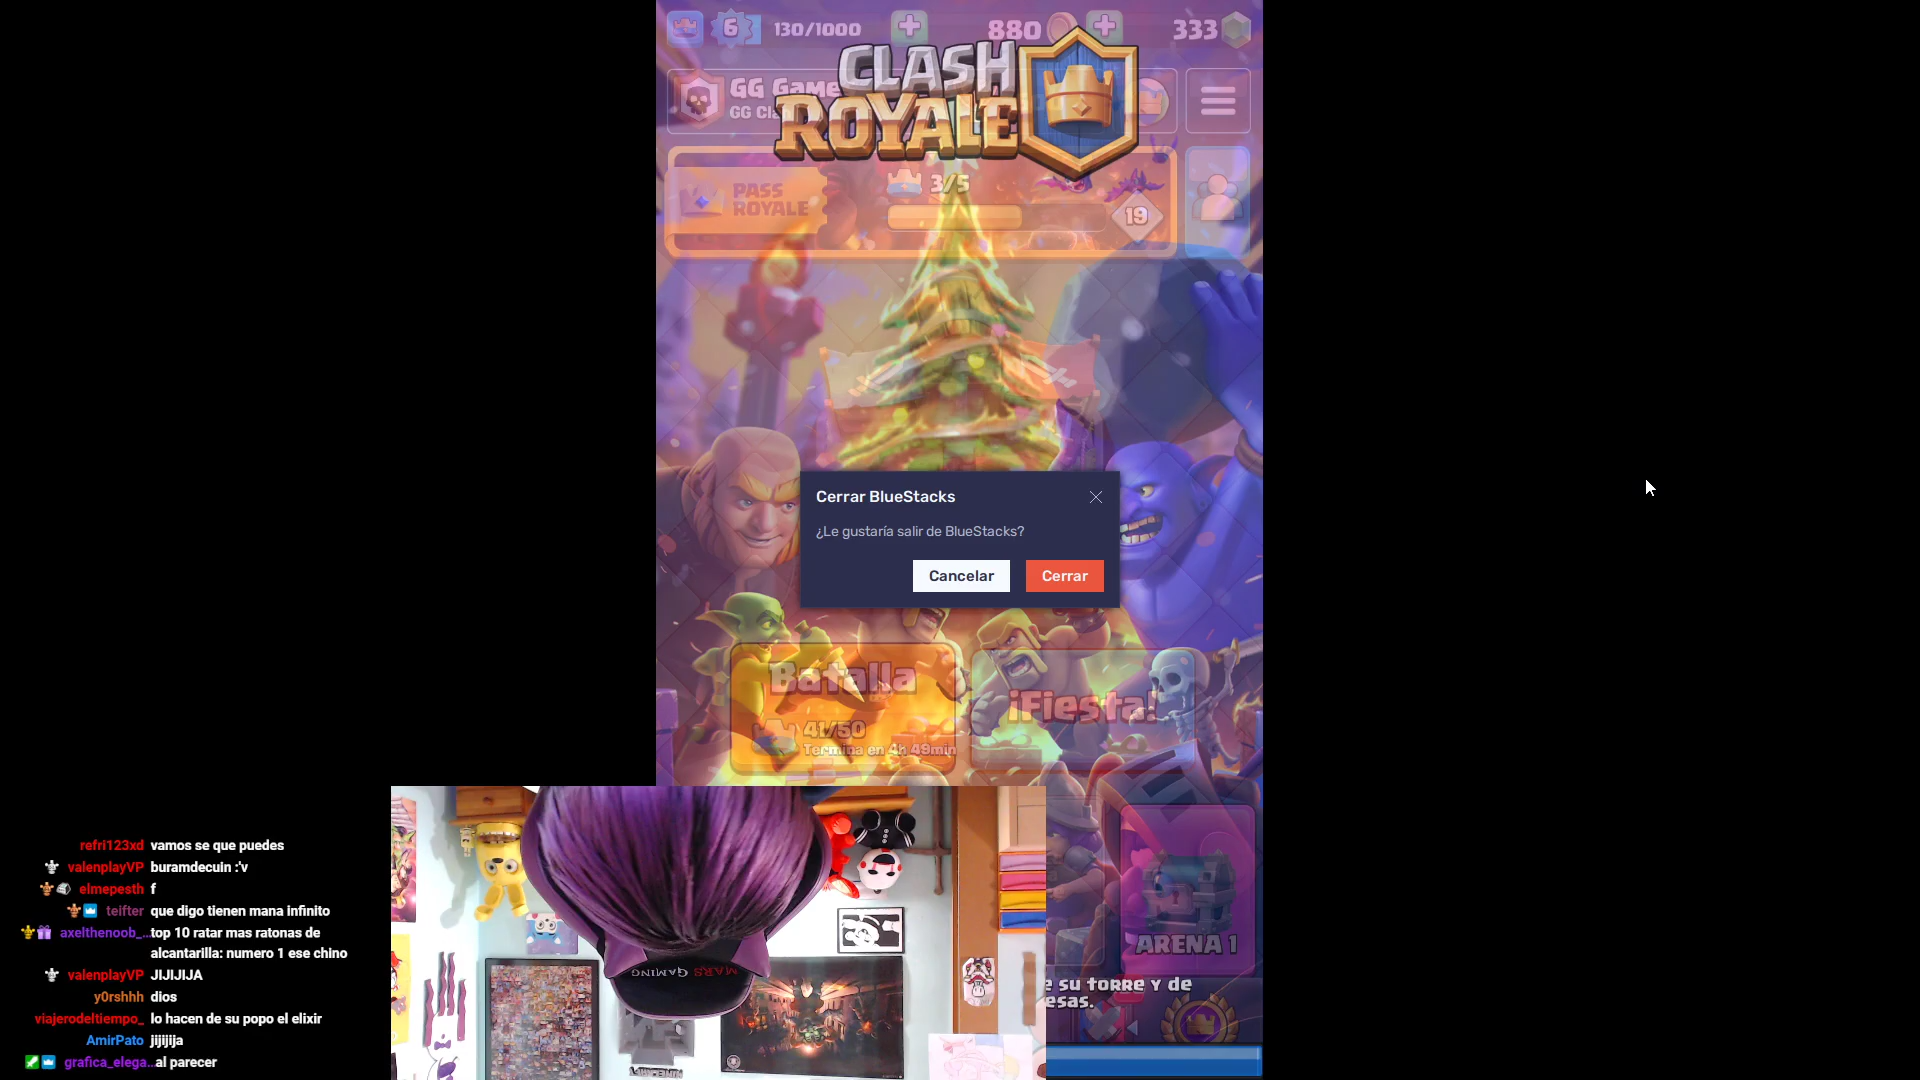 6
130/1000
880
333
CLASH
ROYALE
GG Game
GG Cla
PASS
ROYALE
3/5
19
Cerrar BlueStacks
¿Le gustaría salir de BlueStacks?
Cancelar
Cerrar
Batalla
41/50
Termina en 4h 49min
¡Fiesta!
ARENA 1
e su torre y de
esas.
MARS GAMING
refri123xd vamos se que puedes
valenplayVP buramdecuin :'v
elmepesth f
teifter que digo tienen mana infinito
axelthenoob_... top 10 ratar mas ratonas de
alcantarilla: numero 1 ese chino
valenplayVP JIJIJIJA
y0rshhh dios
viajerodeltiempo_ lo hacen de su popo el elixir
AmirPato jijijija
grafica_elega... al parecer